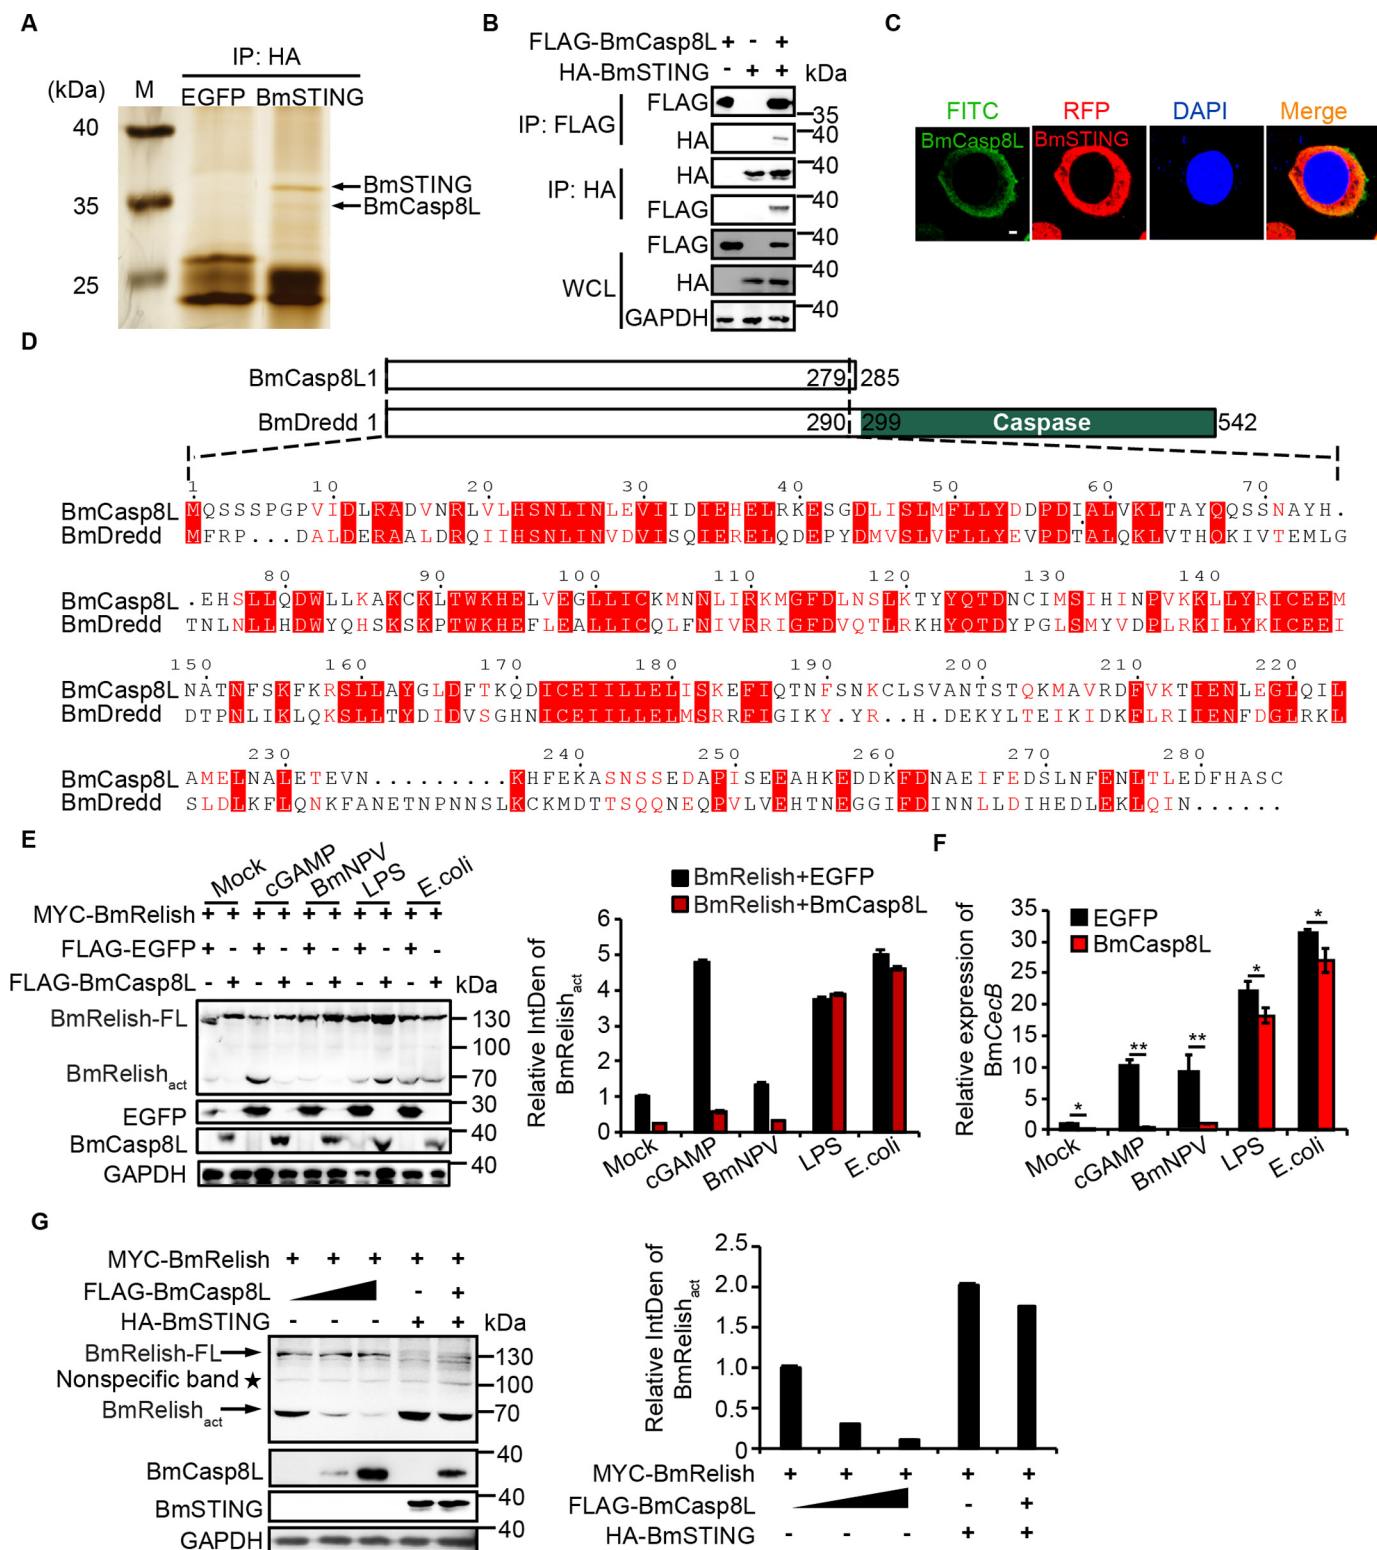 A
IP: HA
(kDa) M EGFP BmSTING
40
35
25
BmSTING
BmCasp8L
B
FLAG-BmCasp8L + - +
HA-BmSTING - + + kDa
IP: FLAG
FLAG 35
HA 40
IP: HA
HA 40
FLAG 40
WCL
FLAG 40
HA 40
GAPDH 40
C
FITC RFP DAPI Merge
BmCasp8L BmSTING
D
BmCasp8L1 279 285
BmDredd 1 290 299 Caspase 542
1 10 20 30 40 50 60 70
BmCasp8L MQSSSPGPVIDLRADVNRLVLHSNLINLEVIIDIEHELRKESGDLISLMFLLYDDPDIALVKLTAYQQSSNAYH.
BmDredd MFRP...DALDERAALDRQIIHSNLINVDVISQIERELQDEPYDMVSLVFLLYEVPDTALQKLVTHQKIVTEMLG
80 90 100 110 120 130 140
BmCasp8L .EHSLLQDWLLKAKCKLTWKHELVEGLLICKMNNLIRKMGFDLNSLKTYYQTDNCIMSIHINPVKKLLYRICEEM
BmDredd TNLNLLHDWYQHSKSKPTWKHEFLEALLICQLFNIVRRIGFDVQTLRKHYQTDYPGLSMYVDPLRKILYKICEEI
150 160 170 180 190 200 210 220
BmCasp8L NATNFSKFKRSLLAYGLDFTKQDICEIILLELISKEFIQTNFSNKCLSVANTSTQKMAVRDFVKTIENLEGLQIL
BmDredd DTPNLIKLQKSLLTYDIDVSGHNICEIILLELMSRRFIGIKY.YR..H.DEKYLTEIKIDKFLRIIENFDGLRKL
230 240 250 260 270 280
BmCasp8L AMELNALETEVN.........KHFEKASNSSEDAPISEEAHKEDDKFDNAEIFEDSLNFENLTLEDFHASC
BmDredd SLDLKFLQNKFANETNPNNSLKCKMDTTSQQNEQPVLVEHTNEGGIFDINNLLDIHEDLEKLQIN......
E
Mock cGAMP BmNPV LPS E.coli
MYC-BmRelish + + + + + + + + + +
FLAG-EGFP + - + - + - + - + -
FLAG-BmCasp8L - + - + - + - + - + kDa
BmRelish-FL 130
100
BmRelishact 70
EGFP 30
BmCasp8L 40
GAPDH 40
BmRelish+EGFP
BmRelish+BmCasp8L
Relative IntDen of
BmRelishact
6
5
4
3
2
1
0
Mock cGAMP BmNPV LPS E.coli
F
EGFP
BmCasp8L
Relative expression of
BmCecB
35
30
25
20
15
10
5
0
* ** ** * *
Mock cGAMP BmNPV LPS E.coli
G
MYC-BmRelish + + + + +
FLAG-BmCasp8L - +
HA-BmSTING - - - + + kDa
BmRelish-FL 130
Nonspecific band ★ 100
BmRelishact 70
BmCasp8L 40
BmSTING 40
GAPDH 40
Relative IntDen of
BmRelishact
2.5
2.0
1.5
1.0
0.5
0
MYC-BmRelish + + + + +
FLAG-BmCasp8L - +
HA-BmSTING - - - + +